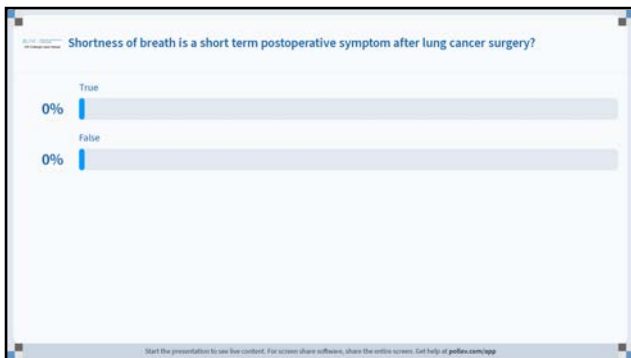 Shortness of breath is a short term postoperative symptom after lung cancer surgery?
True
0%
False
0%
Start the presentation to see live content. For screen share software, share the entire screen. Get help at pollev.com/app